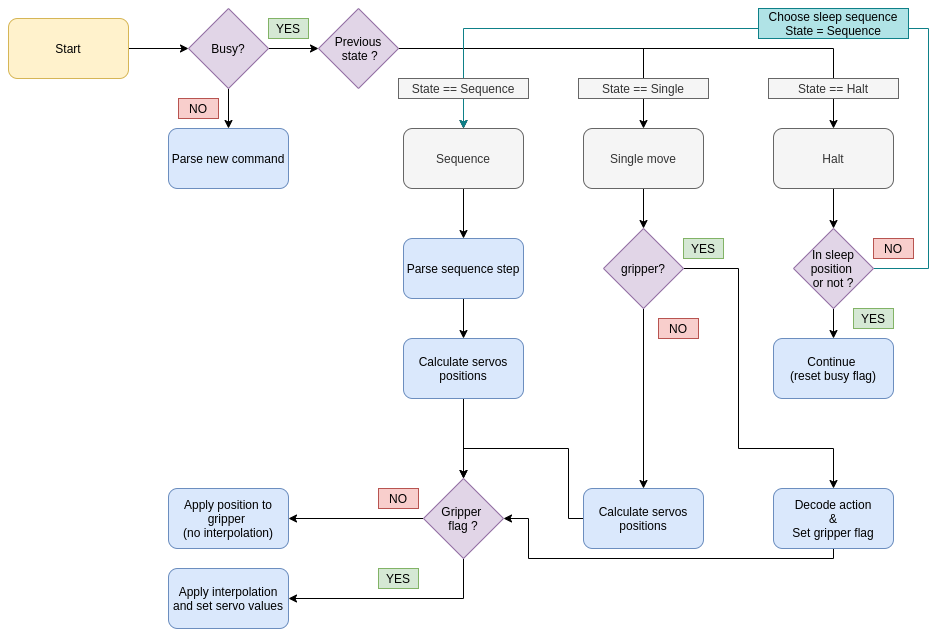 Choose sleep sequence
State = Sequence
Start
Busy?
YES
Previous
state ?
State == Sequence
State == Single
State == Halt
NO
Parse new command
Sequence
Single move
Halt
Parse sequence step
gripper?
YES
In sleep
position
or not ?
NO
NO
YES
Calculate servos
positions
Continue
(reset busy flag)
Apply position to
gripper
(no interpolation)
NO
Gripper
flag ?
Calculate servos
positions
Decode action
&
Set gripper flag
YES
Apply interpolation
and set servo values